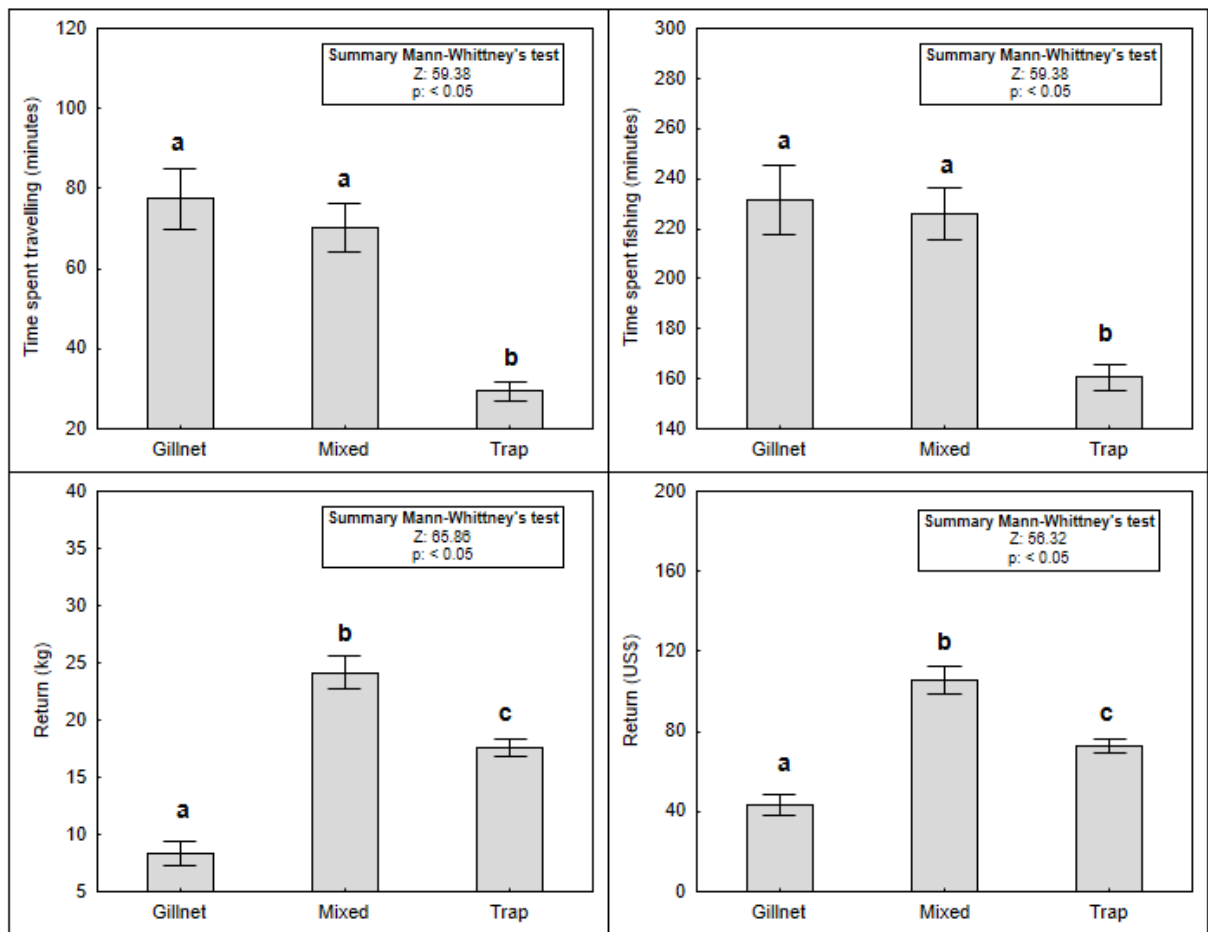 120
100
80
60
40
20
Time spent travelling (minutes)
Summary Mann-Whittney's test
Z: 59.38
p: < 0.05
a
a
b
Gillnet Mixed Trap
300
280
260
240
220
200
180
160
140
Time spent fishing (minutes)
Summary Mann-Whittney's test
Z: 59.38
p: < 0.05
a
a
b
Gillnet Mixed Trap
40
35
30
25
20
15
10
5
Return (kg)
Summary Mann-Whittney's test
Z: 65.86
p: < 0.05
a
b
c
Gillnet Mixed Trap
200
160
120
80
40
0
Return (US$)
Summary Mann-Whittney's test
Z: 56.32
p: < 0.05
a
b
c
Gillnet Mixed Trap